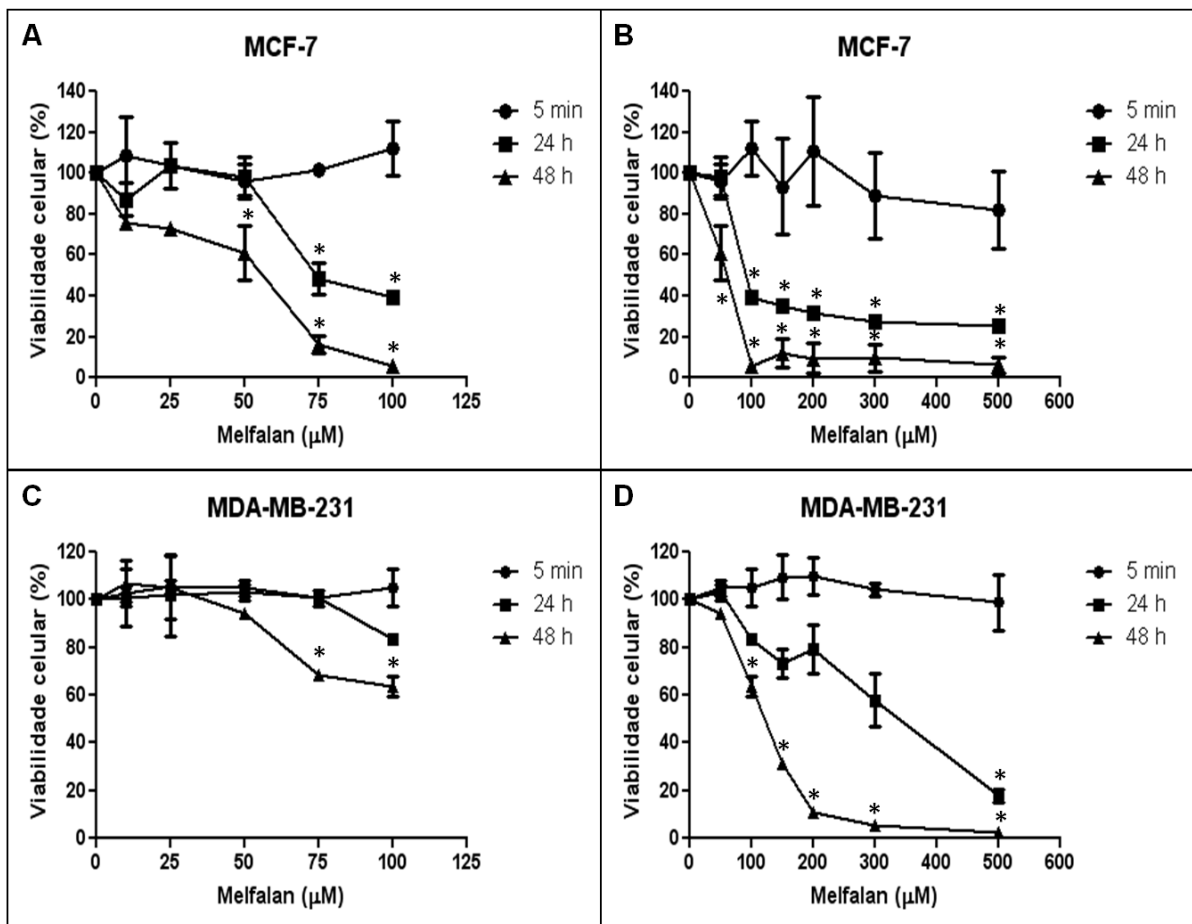 A
MCF-7
Viabilidade celular (%)
140
120
100
80
60
40
20
0
0 25 50 75 100 125
Melfalan (μM)
5 min
24 h
48 h
* * * * *
B
MCF-7
Viabilidade celular (%)
140
120
100
80
60
40
20
0
0 100 200 300 400 500 600
Melfalan (μM)
5 min
24 h
48 h
* * * * * * * * * * *
C
MDA-MB-231
Viabilidade celular (%)
120
100
80
60
40
20
0
0 25 50 75 100 125
Melfalan (μM)
5 min
24 h
48 h
* *
D
MDA-MB-231
Viabilidade celular (%)
120
100
80
60
40
20
0
0 100 200 300 400 500 600
Melfalan (μM)
5 min
24 h
48 h
* * * * * *